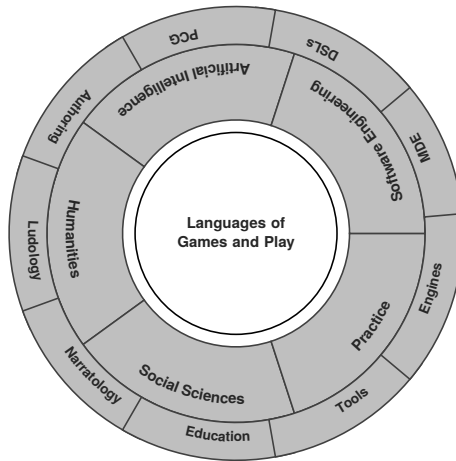 PCG
DSLs
Artificial Intelligence
Software Engineering
Authoring
MDE
Humanities
Languages of
Games and Play
Ludology
Engines
Practice
Narratology
Social Sciences
Tools
Education